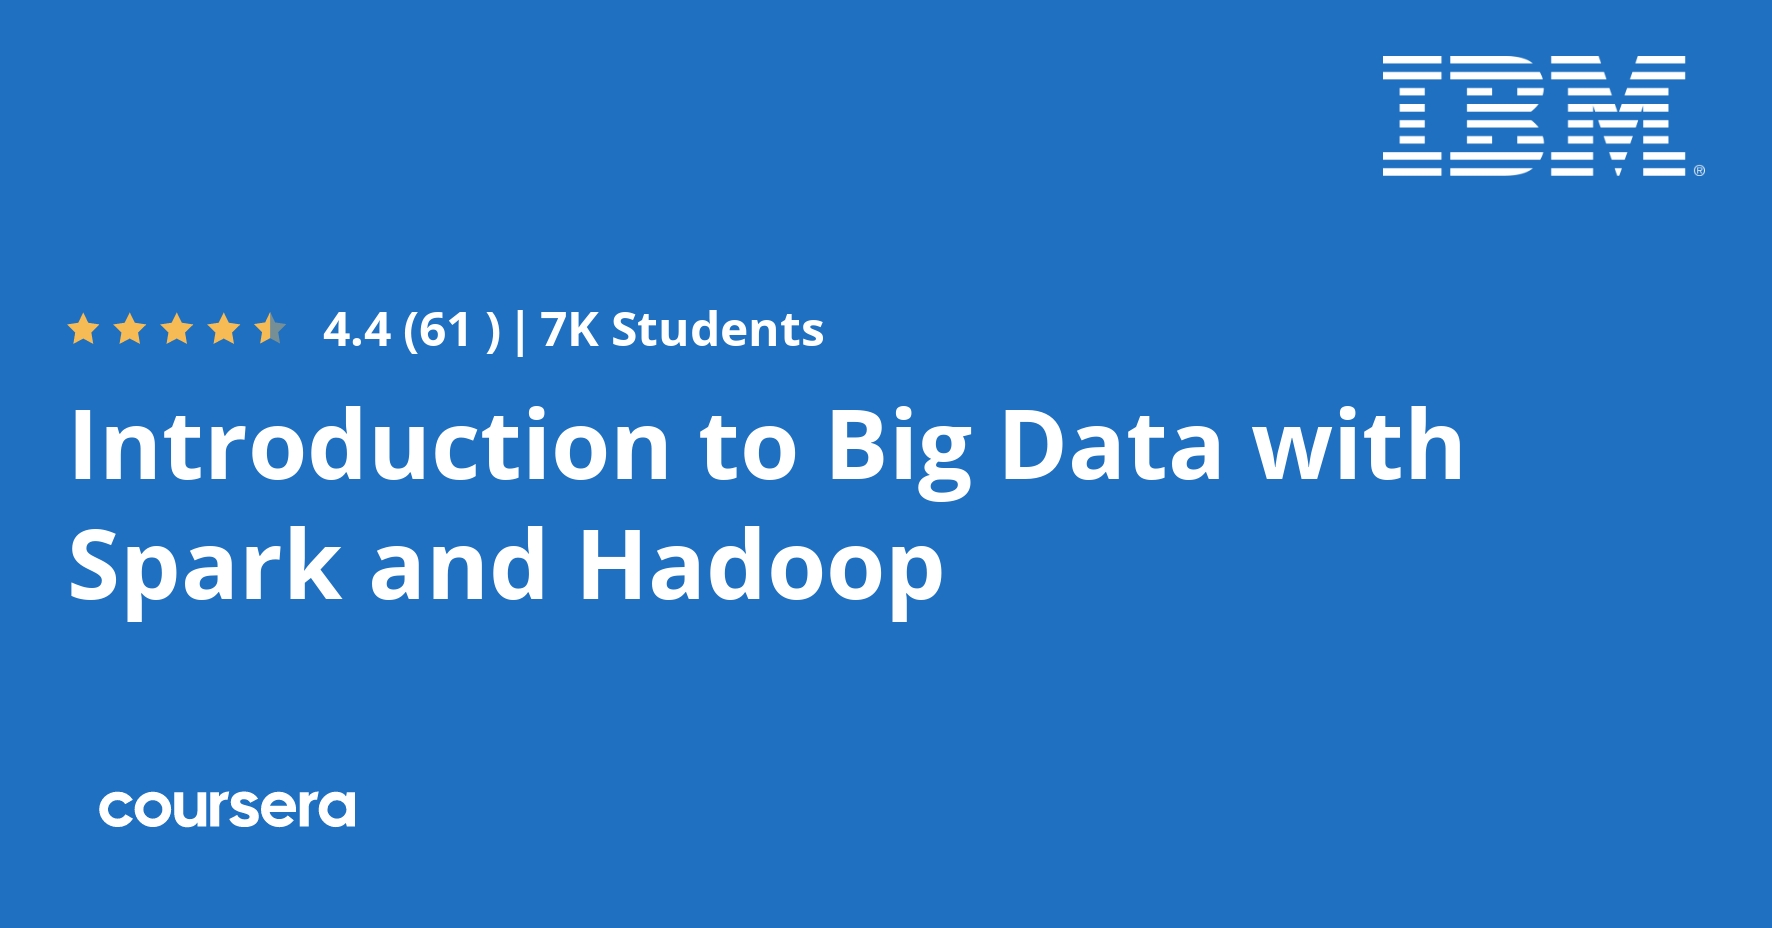 IBM®
4.4 (61 ) | 7K Students
Introduction to Big Data with
Spark and Hadoop
coursera